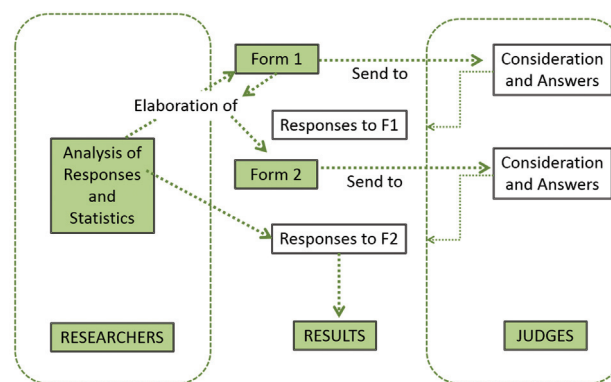 Form 1
Send to
Consideration
and Answers
Elaboration of
Responses to F1
Analysis of
Responses
and
Statistics
Form 2
Send to
Consideration
and Answers
Responses to F2
RESEARCHERS
RESULTS
JUDGES